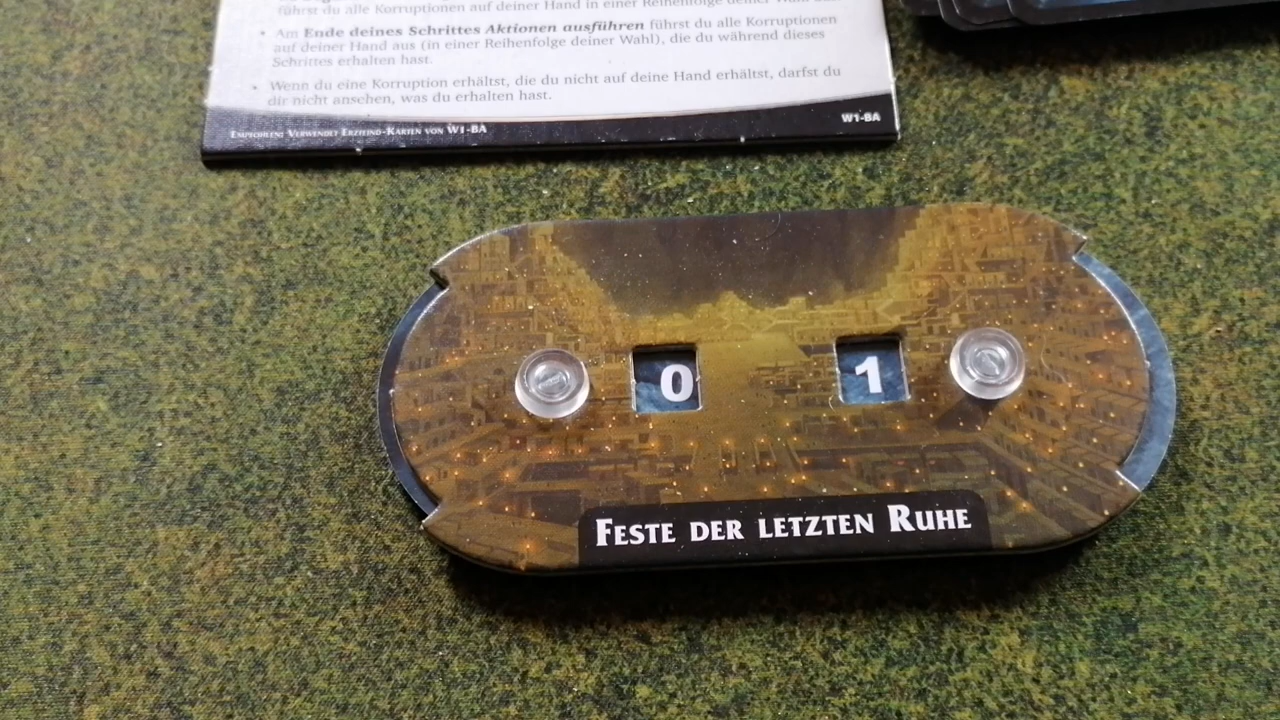 führst du alle Korruptionen auf deiner Hand in einer Reihenfolge deiner Wahl aus.
• Am Ende deines Schrittes Aktionen ausführen führst du alle Korruptionen
auf deiner Hand aus (in einer Reihenfolge deiner Wahl), die du während dieses
Schrittes erhalten hast.
• Wenn du eine Korruption erhältst, die du nicht auf deine Hand erhältst, darfst du
dir nicht ansehen, was du erhalten hast.
Empfohlen: Verwendet Erzfeind-Karten von W1-BA
W1-BA
0 1
Feste der letzten Ruhe